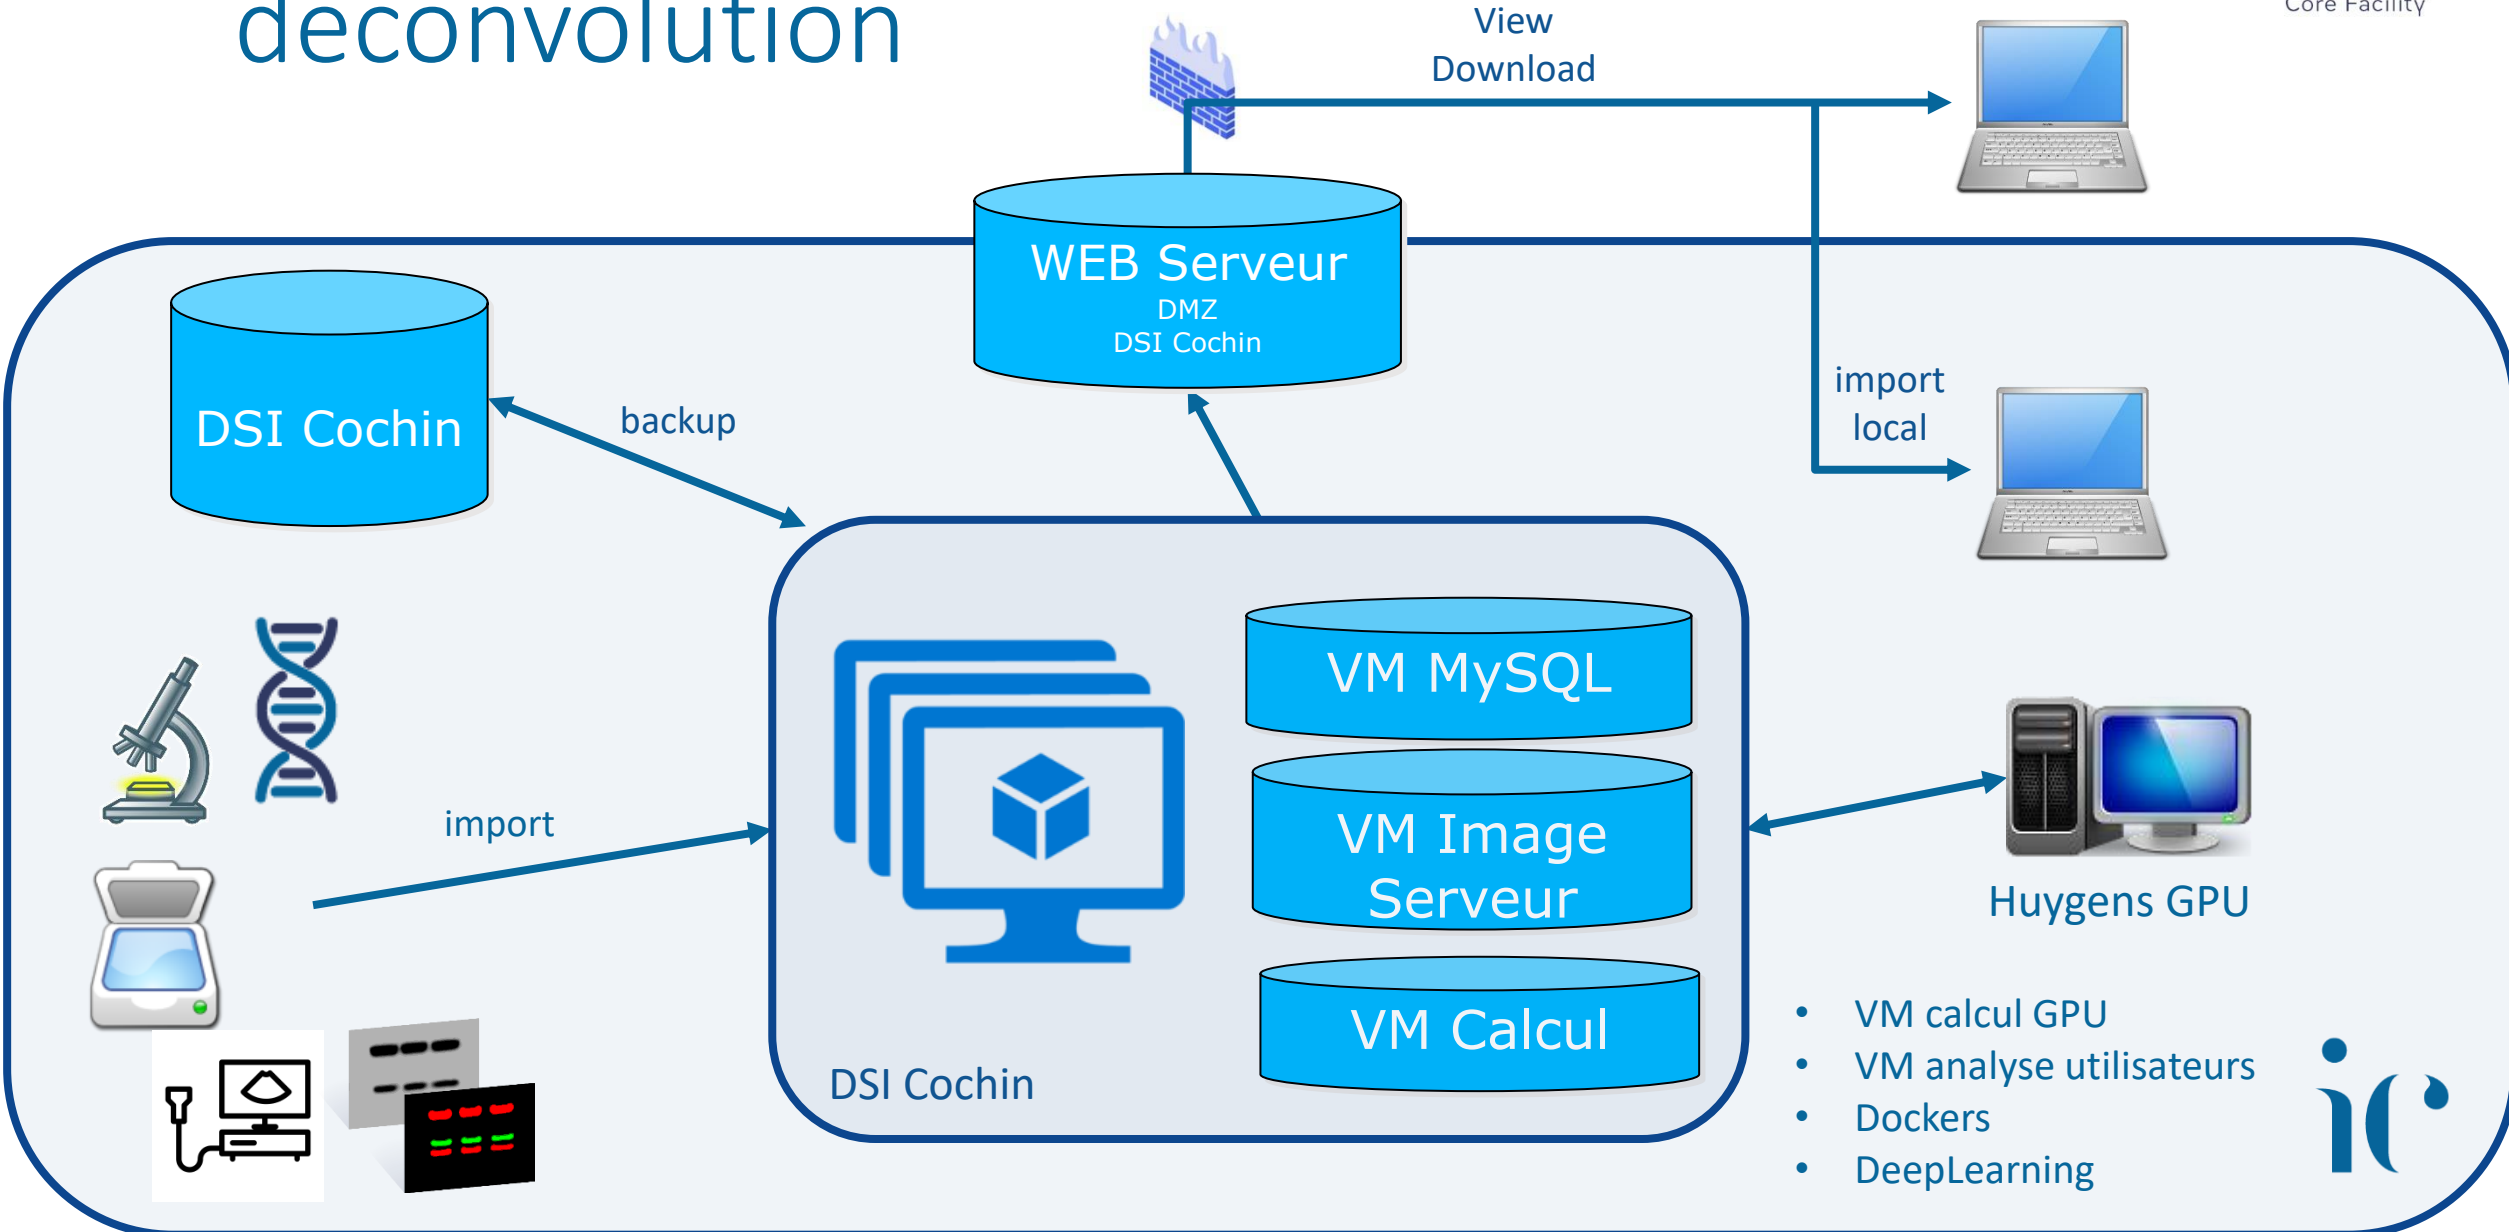 deconvolution
Core Facility
View
Download
WEB Serveur
DMZ
DSI Cochin
DSI Cochin
backup
import
local
VM MySQL
import
VM Image
Serveur
Huygens GPU
VM Calcul
DSI Cochin
• VM calcul GPU
• VM analyse utilisateurs
• Dockers
• DeepLearning
ic